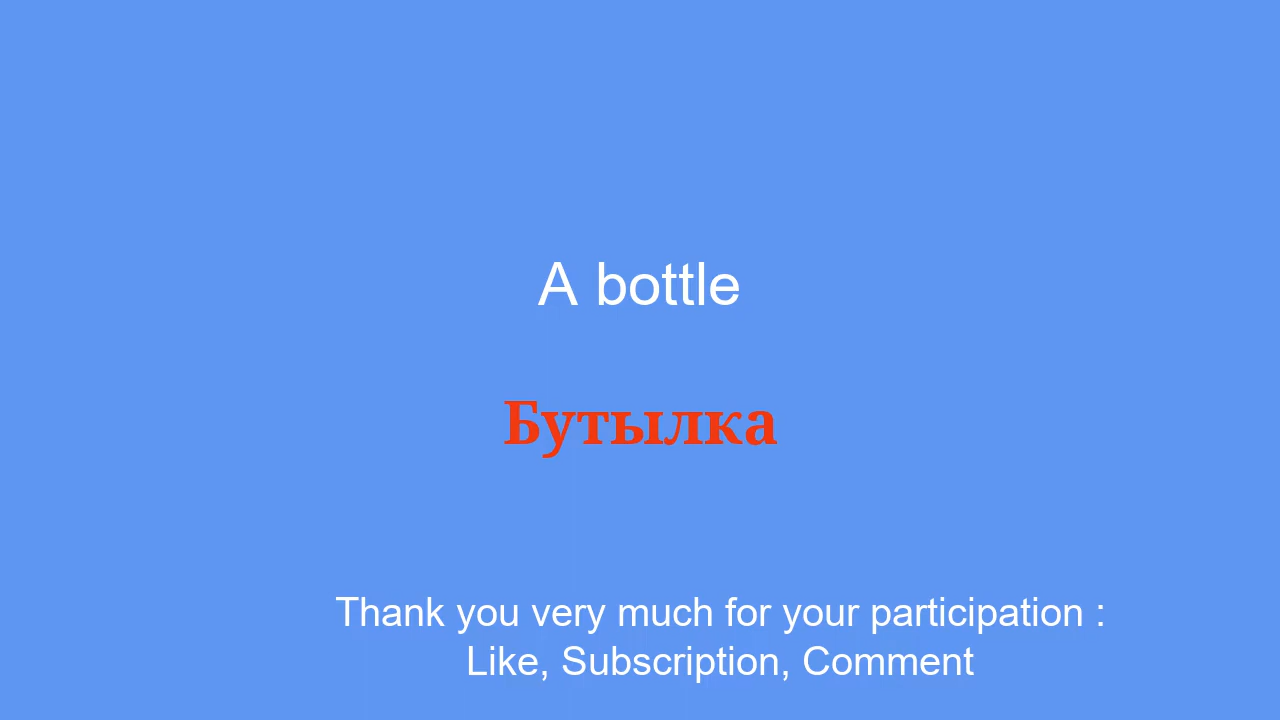 A bottle
Бутылка
Thank you very much for your participation :
Like, Subscription, Comment